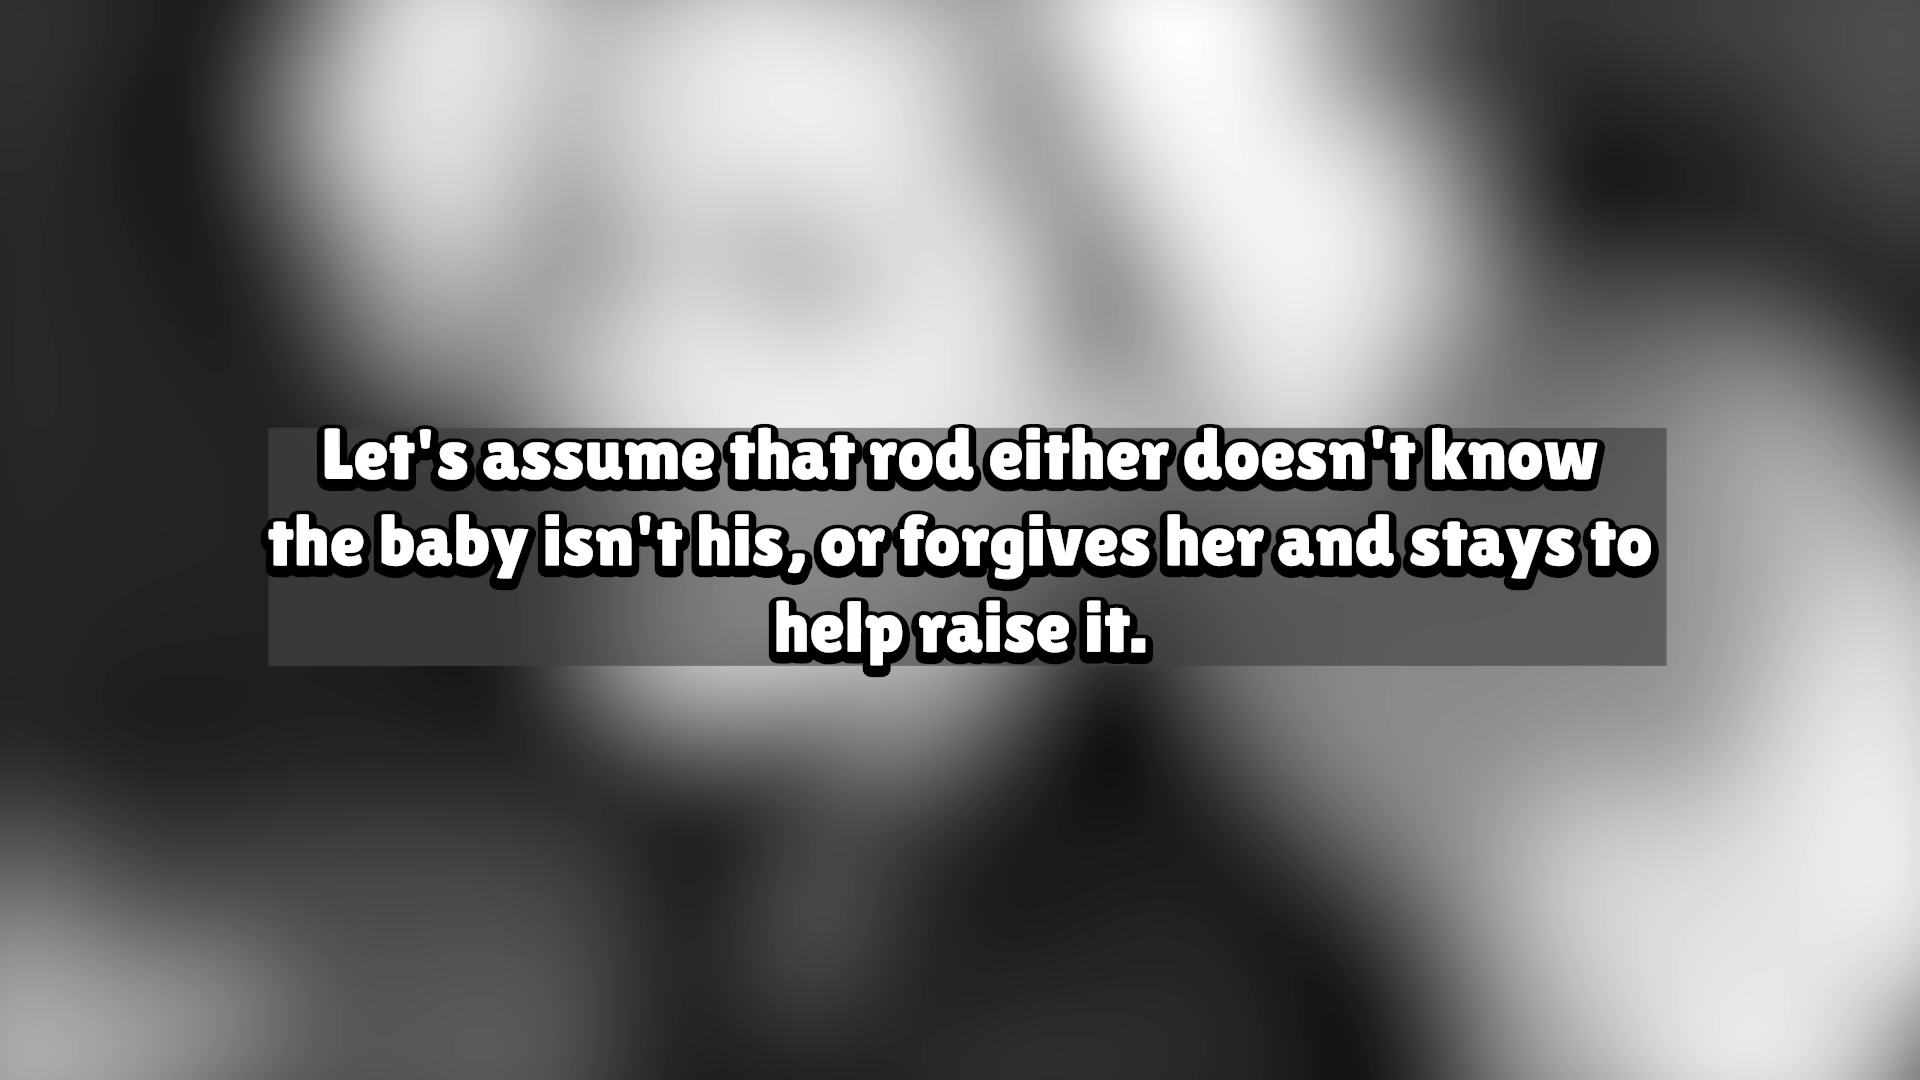 Let's assume that rod either doesn't know
the baby isn't his, or forgives her and stays to
help raise it.